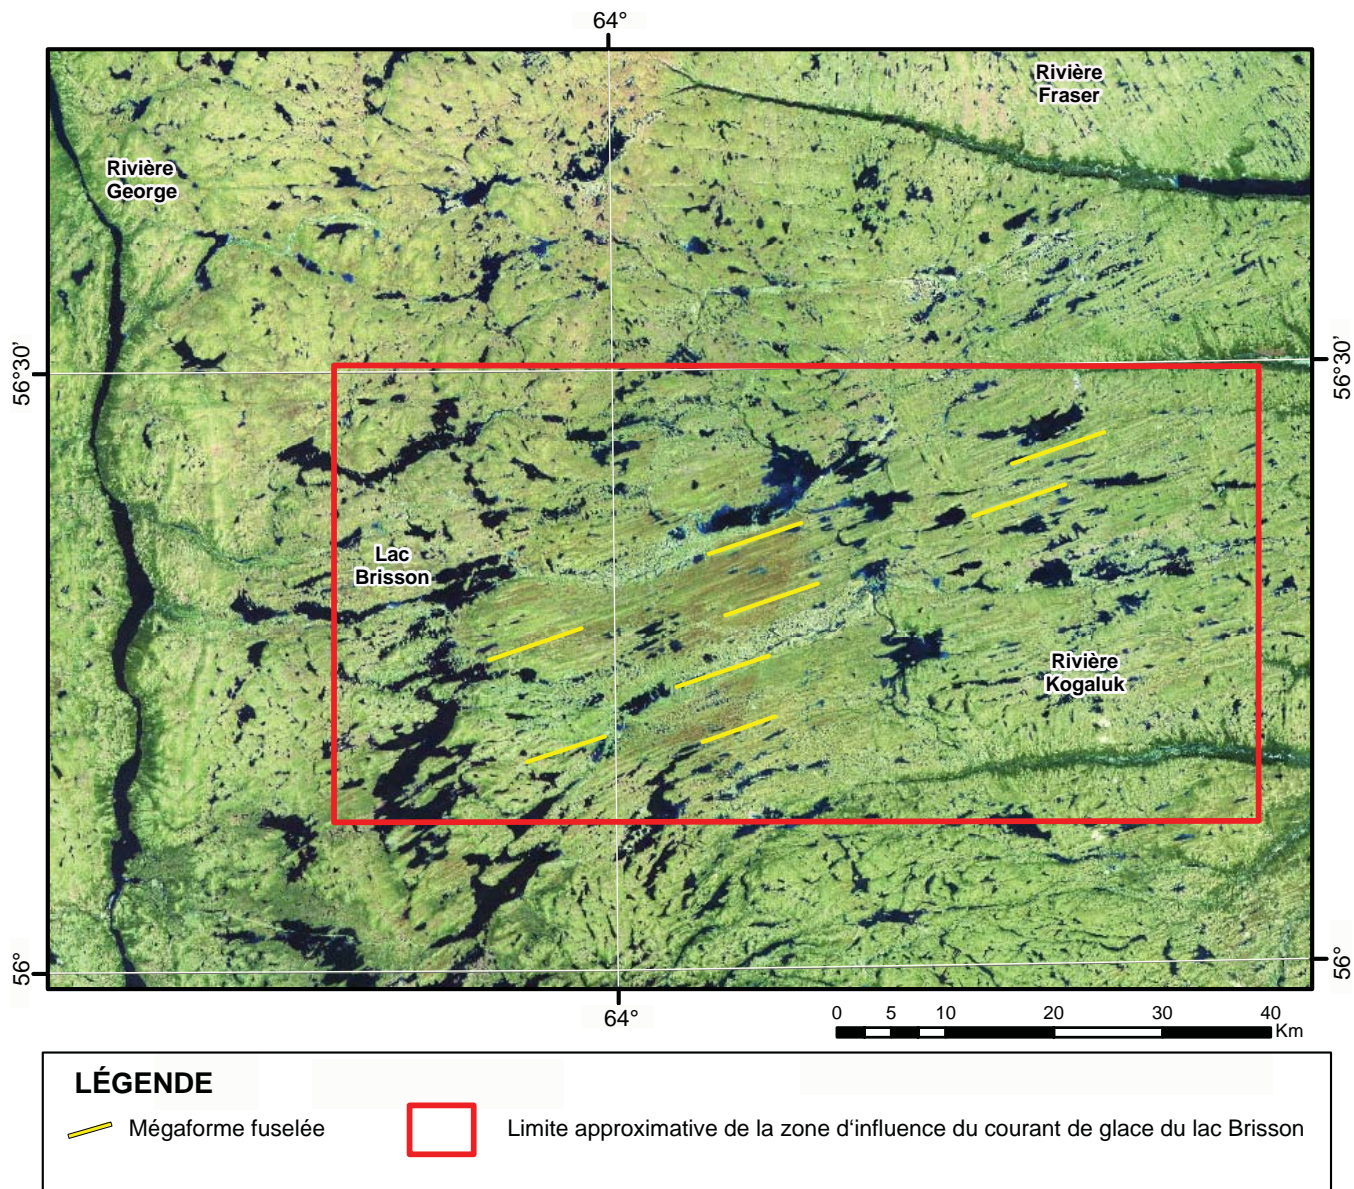 64°
Rivière
Fraser
Rivière
George
56°30'
56°30'
Lac
Brisson
Rivière
Kogaluk
56°
56°
64°
0 5 10 20 30 40
Km
LÉGENDE
Mégaforme fuselée
Limite approximative de la zone d'influence du courant de glace du lac Brisson